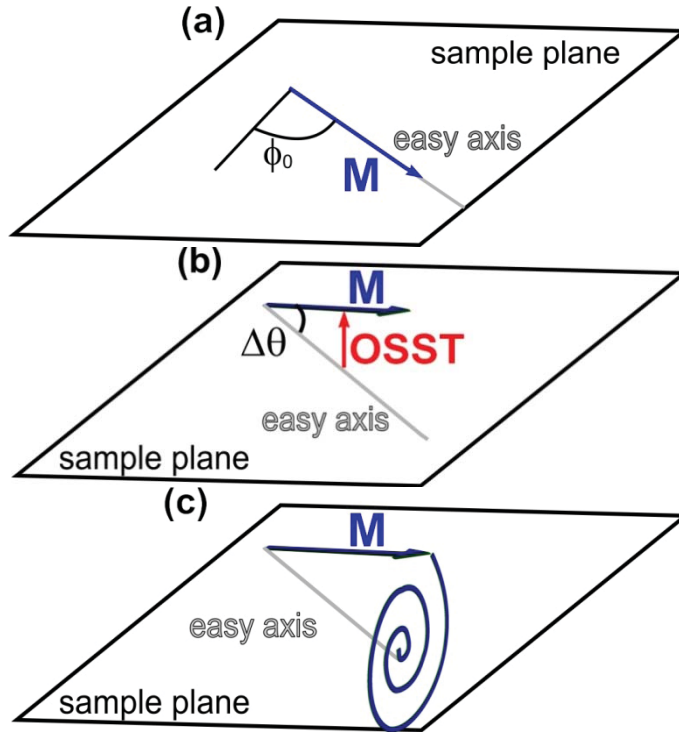 (a)
sample plane
easy axis
ϕ₀
M
(b)
M
Δθ
OSST
easy axis
sample plane
(c)
M
easy axis
sample plane